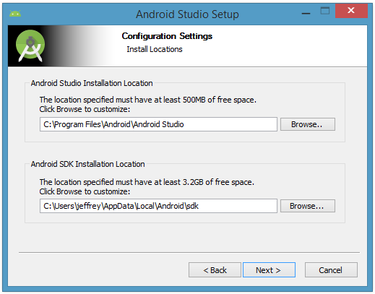 Android Studio Setup
Configuration Settings
Install Locations
Android Studio Installation Location
The location specified must have at least 500MB of free space.
Click Browse to customize:
C:\Program Files\Android\Android Studio
Browse..
Android SDK Installation Location
The location specified must have at least 3.2GB of free space.
Click Browse to customize:
C:\Users\jeffrey\AppData\Local\Android\sdk
Browse...
< Back
Next >
Cancel